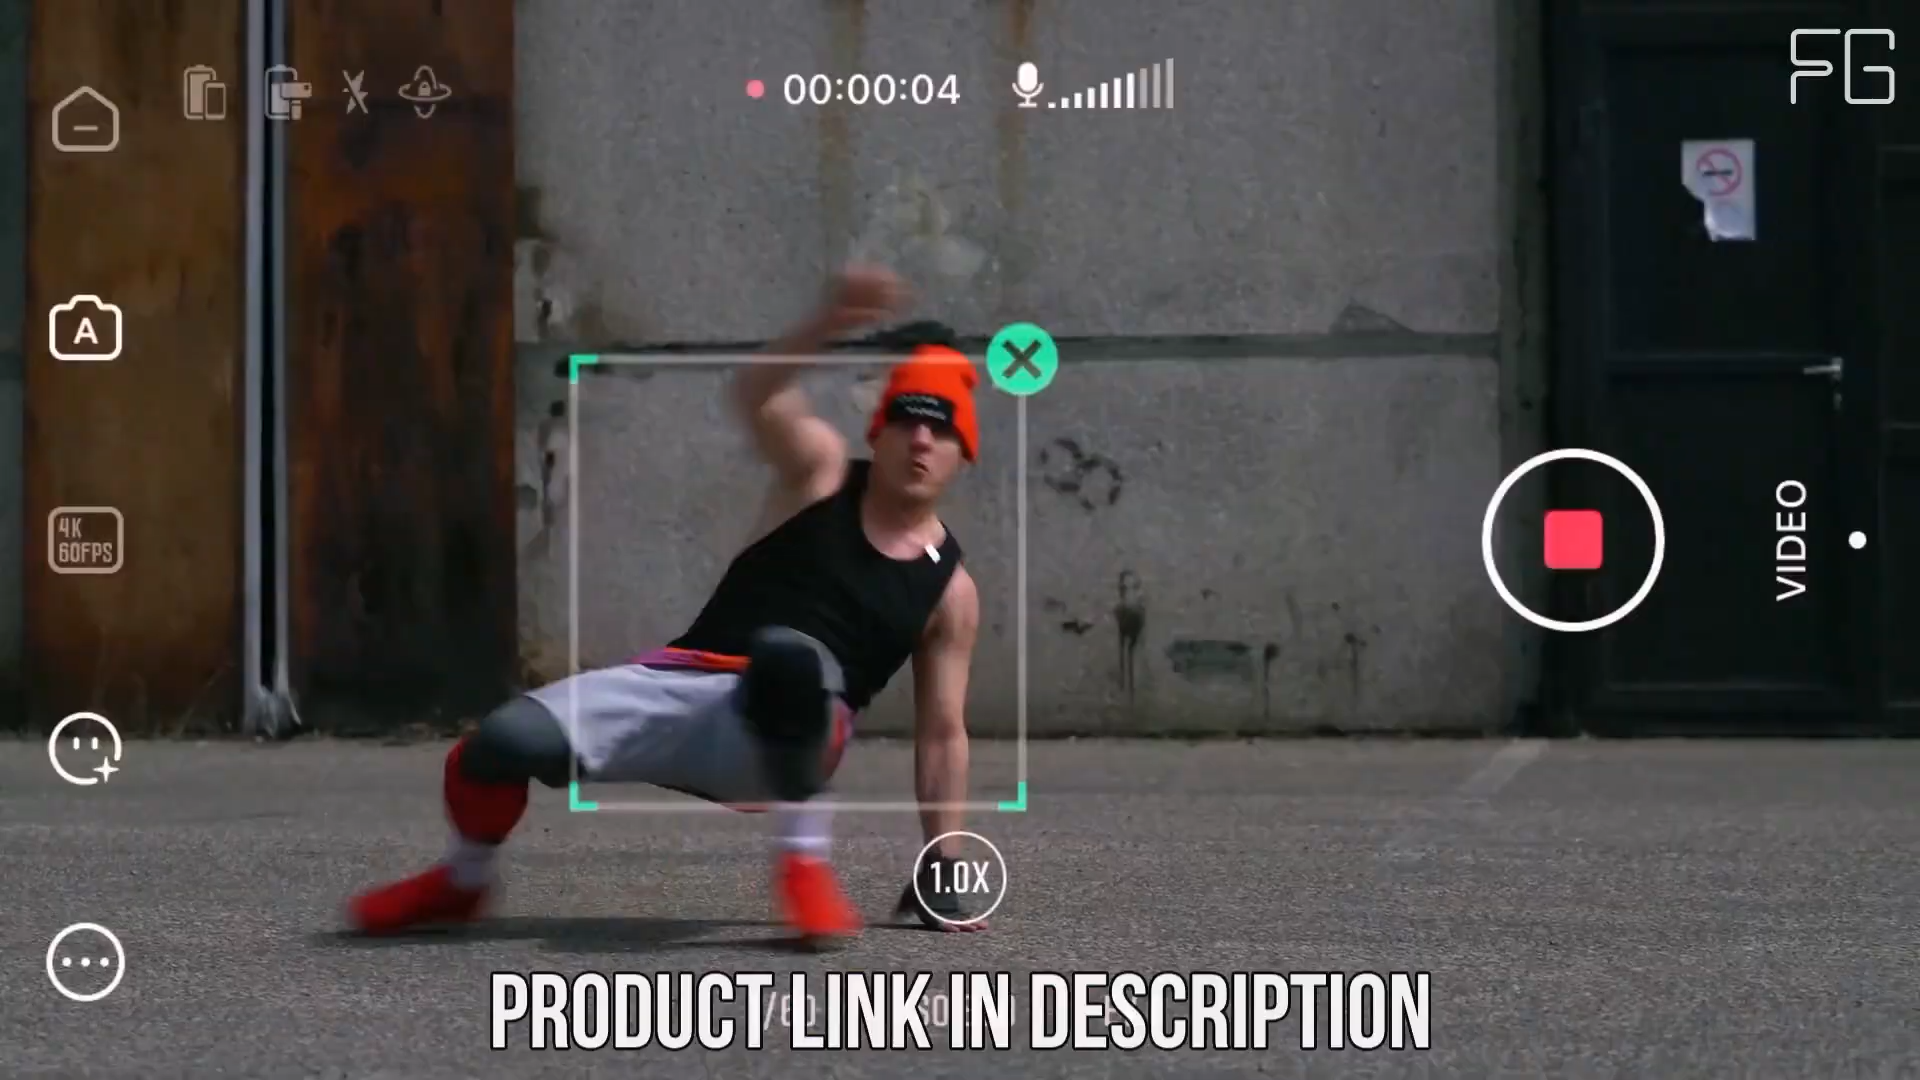 FG
00:00:04
A
4K
60FPS
VIDEO
1.0X
PRODUCT LINK IN DESCRIPTION